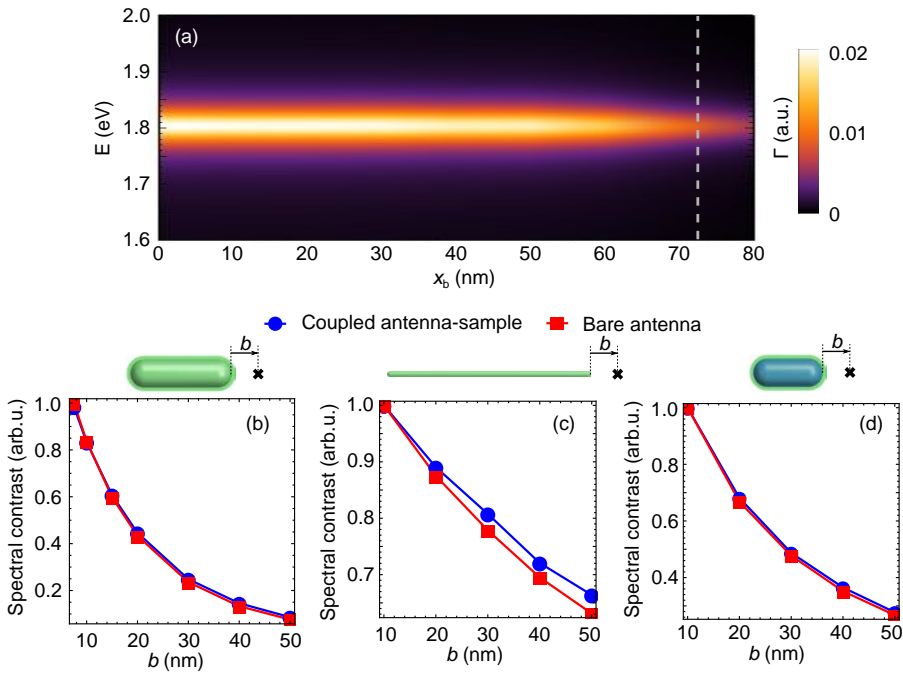 2.0
1.9
1.8
1.7
1.6
E (eV)
(a)
0 10 20 30 40 50 60 70 80
x_b (nm)
0.02
0.01
0
Γ (a.u.)
Coupled antenna-sample Bare antenna
b b b
1.0
0.8
0.6
0.4
0.2
Spectral contrast (arb.u.)
(b)
10 20 30 40 50
b (nm)
1.0
0.9
0.8
0.7
Spectral contrast (arb.u.)
(c)
10 20 30 40 50
b (nm)
1.0
0.8
0.6
0.4
Spectral contrast (arb.u.)
(d)
10 20 30 40 50
b (nm)